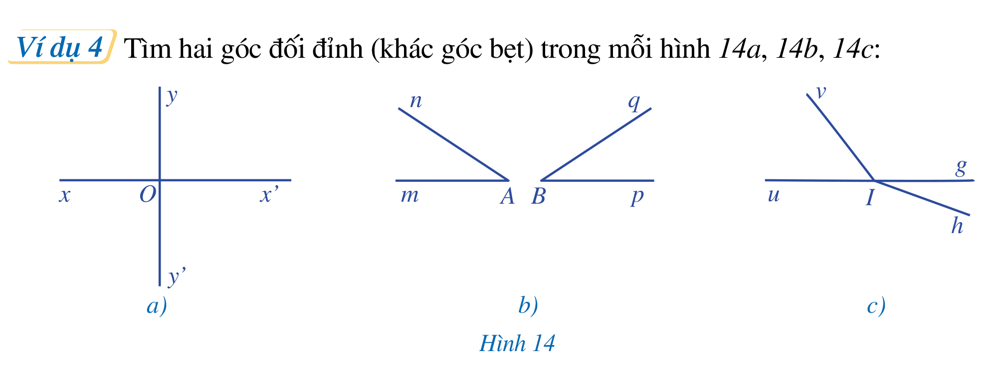 Ví dụ 4 Tìm hai góc đối đỉnh (khác góc bẹt) trong mỗi hình 14a, 14b, 14c:
y
x O x’
y’
a)
n q
m A B p
b)
v
g
u I
h
c)
Hình 14